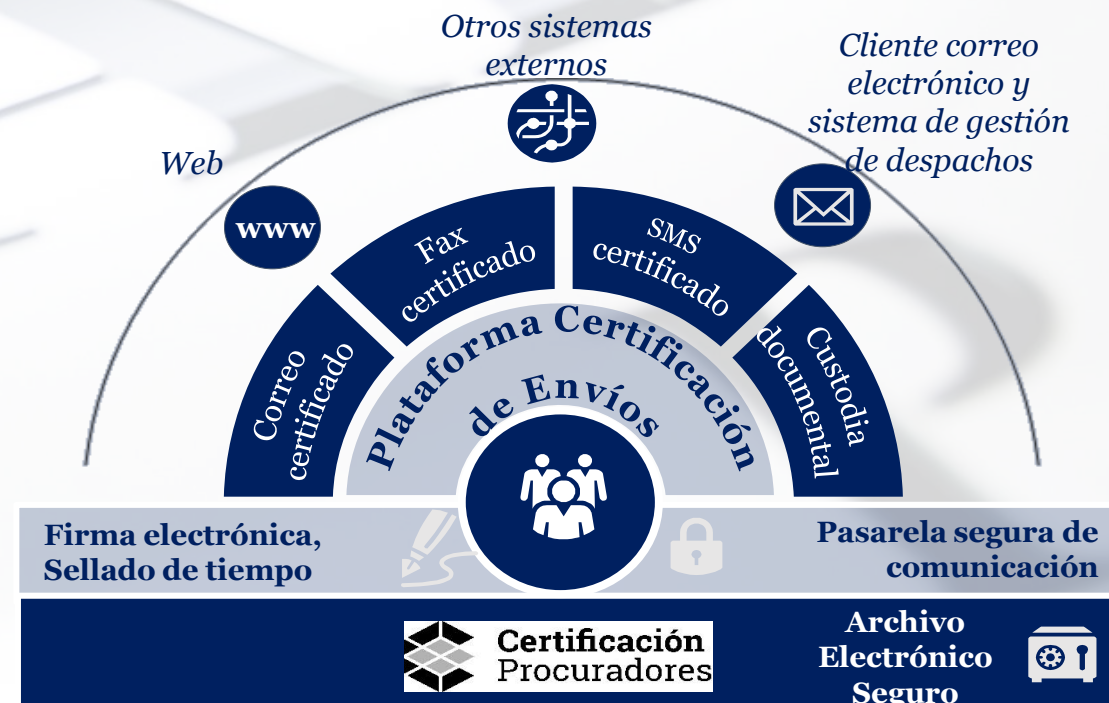 Otros sistemas
externos
Cliente correo
electrónico y
sistema de gestión
de despachos
Web
www
Fax
certificado
SMS
certificado
Correo
certificado
Custodia
documental
Plataforma Certificación
de Envíos
Firma electrónica,
Sellado de tiempo
Pasarela segura de
comunicación
Certificación
Procuradores
Archivo
Electrónico
Seguro